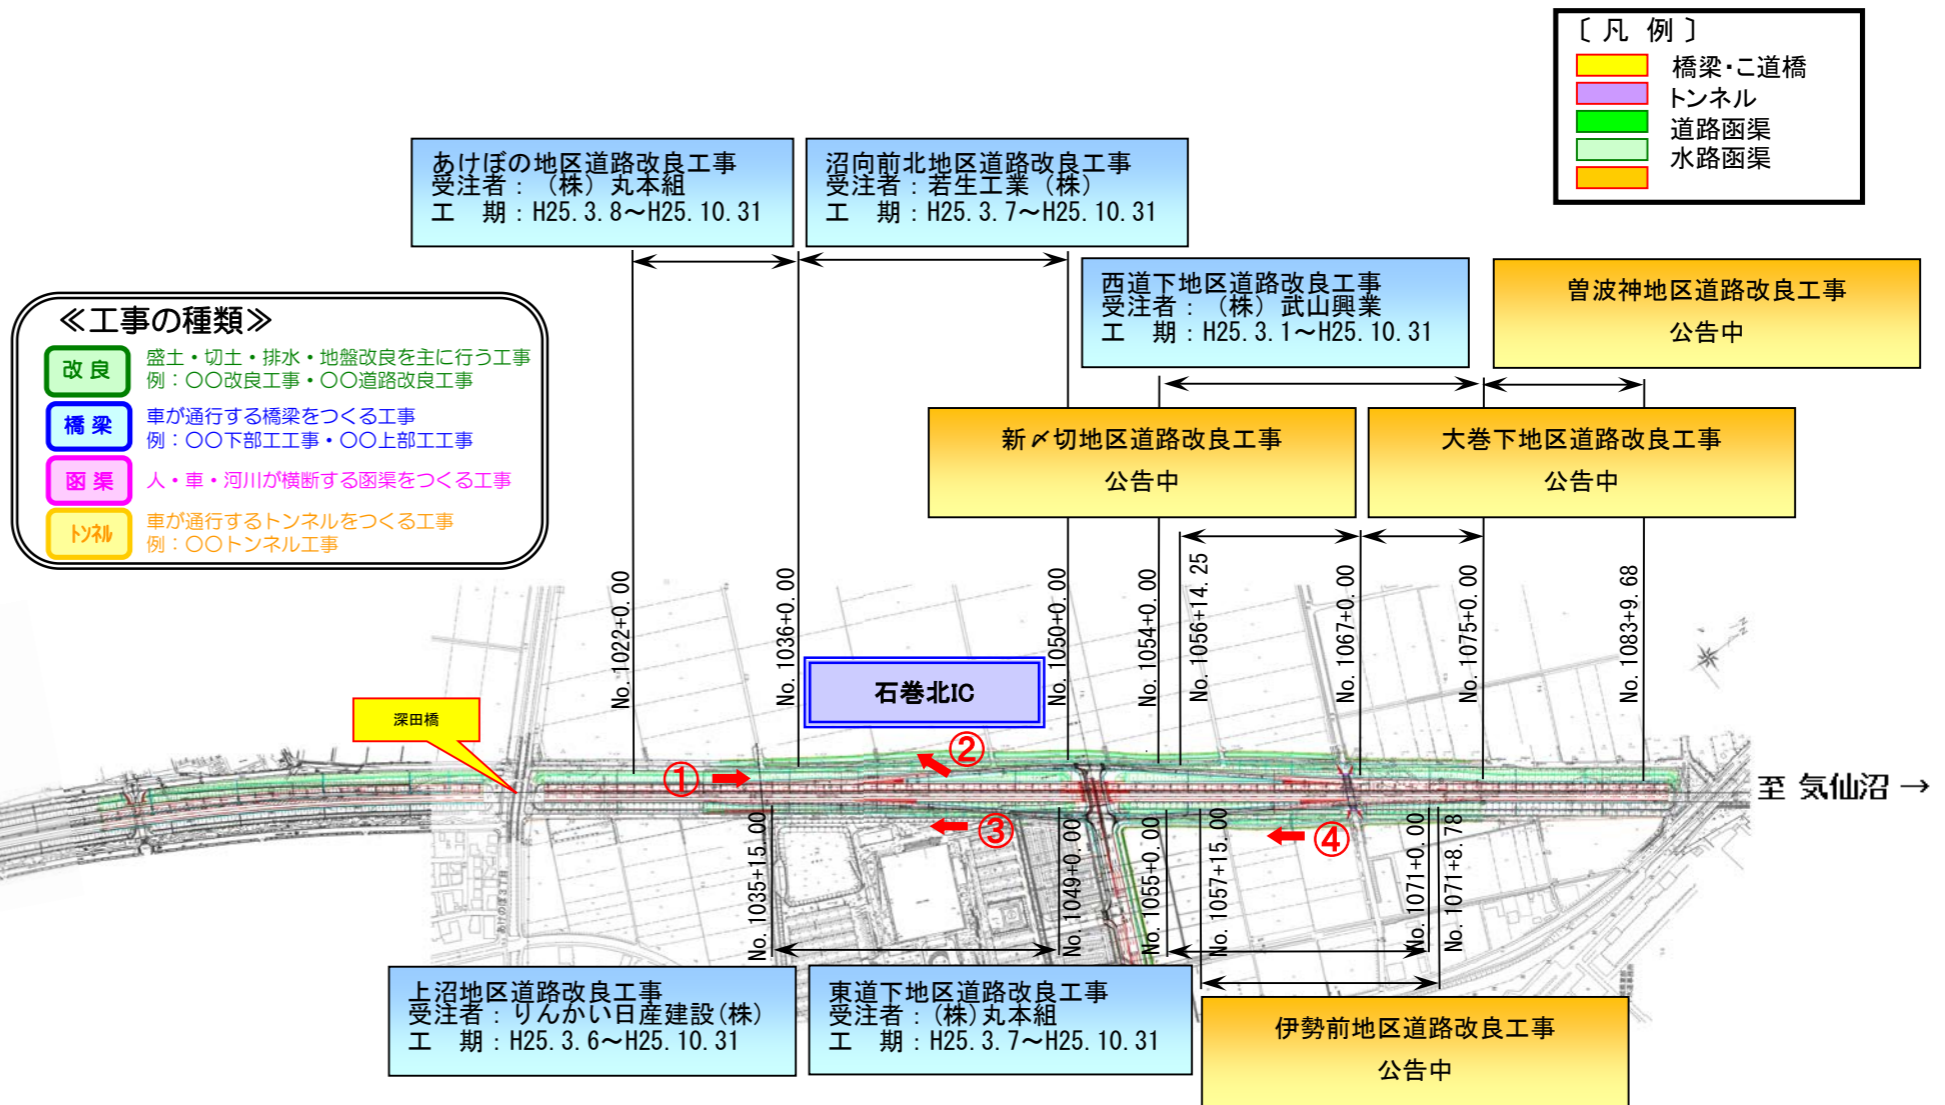 〔 凡 例 〕
橋梁・こ道橋
トンネル
道路函渠
水路函渠
あけぼの地区道路改良工事
受注者：（株）丸本組
工 期：H25.3.8～H25.10.31
沼向前北地区道路改良工事
受注者：若生工業（株）
工 期：H25.3.7～H25.10.31
西道下地区道路改良工事
受注者：（株）武山興業
工 期：H25.3.1～H25.10.31
曽波神地区道路改良工事
公告中
≪工事の種類≫
改良
盛土・切土・排水・地盤改良を主に行う工事
例：〇〇改良工事・〇〇道路改良工事
橋梁
車が通行する橋梁をつくる工事
例：〇〇下部工工事・〇〇上部工工事
函渠
人・車・河川が横断する函渠をつくる工事
トンネル
車が通行するトンネルをつくる工事
例：〇〇トンネル工事
新〆切地区道路改良工事
公告中
大巻下地区道路改良工事
公告中
No.1022+0.00
No.1036+0.00
No.1050+0.00
No.1054+0.00
No.1056+14.25
No.1067+0.00
No.1075+0.00
No.1083+9.68
石巻北IC
深田橋
①
②
③
④
至 気仙沼 →
No.1035+15.00
No.1049+0.00
No.1055+0.00
No.1057+15.00
No.1071+0.00
No.1071+8.78
上沼地区道路改良工事
受注者：りんかい日産建設(株)
工 期：H25.3.6～H25.10.31
東道下地区道路改良工事
受注者：(株)丸本組
工 期：H25.3.7～H25.10.31
伊勢前地区道路改良工事
公告中